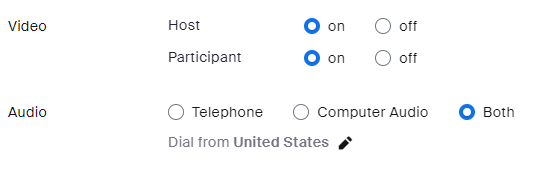 Video Host on off
Participant on off
Audio Telephone Computer Audio Both
Dial from United States